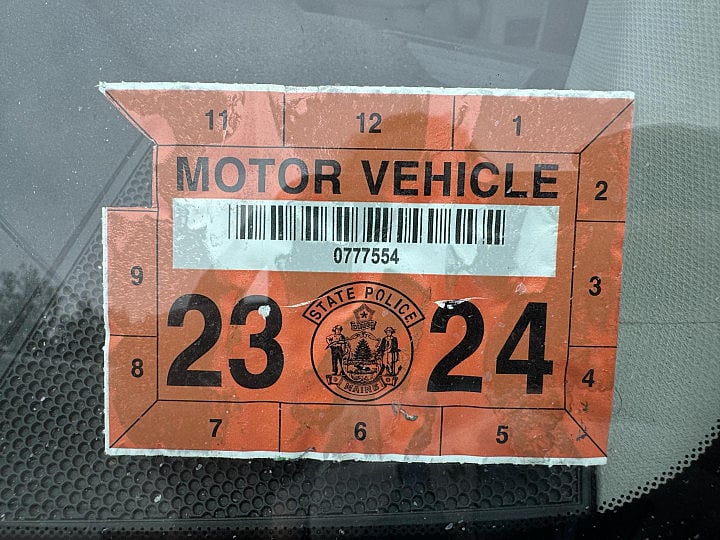 11 12 1
MOTOR VEHICLE
2
0777554
9
3
23
STATE POLICE
MAINE
24
8
4
7 6 5